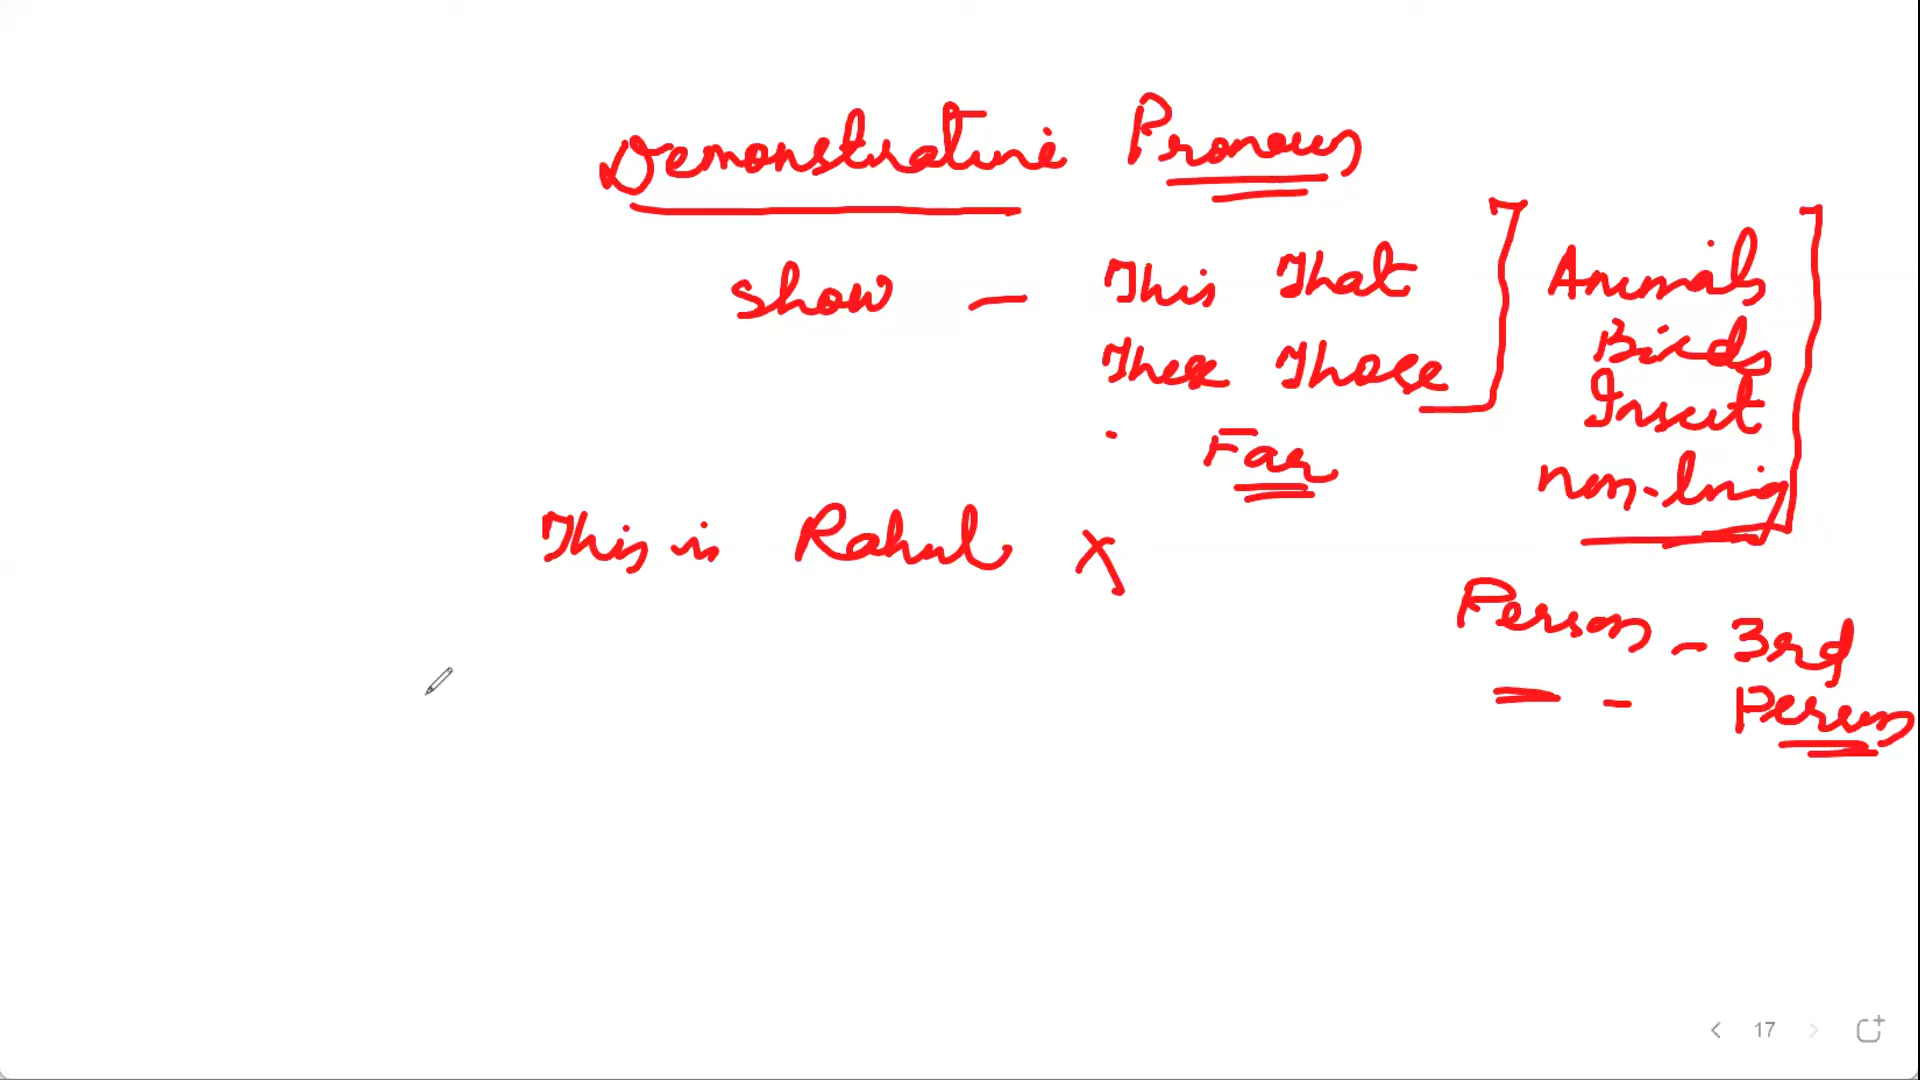 Demonstrative Pronoun
show - This That
These Those
Far
Animals
Birds
Insect
non-living
This is Rahul X
Person - 3rd
- Person
17